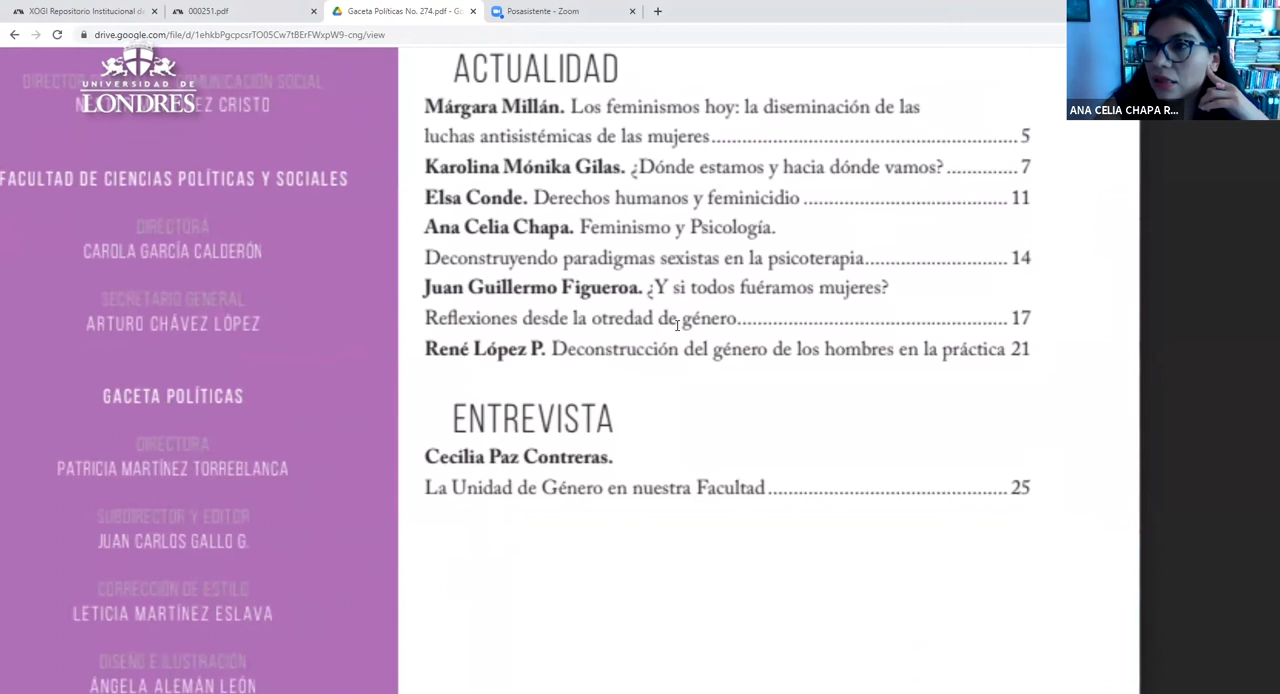 XOGI Repositorio Institucional d
000251.pdf
Gaceta Políticas No. 274.pdf - G
Posasistente - Zoom
drive.google.com/file/d/1ehkbPgcpcsrTO05Cw7tBErFWxpW9-cng/view
ANA CELIA CHAPA R...
UNIVERSIDAD DE
LONDRES
EZ CRISTO
FACULTAD DE CIENCIAS POLÍTICAS Y SOCIALES
DIRECTORA
CAROLA GARCÍA CALDERÓN
SECRETARIO GENERAL
ARTURO CHÁVEZ LÓPEZ
GACETA POLÍTICAS
DIRECTORA
PATRICIA MARTÍNEZ TORREBLANCA
SUBDIRECTOR Y EDITOR
JUAN CARLOS GALLO G.
CORRECCIÓN DE ESTILO
LETICIA MARTÍNEZ ESLAVA
DISEÑO E ILUSTRACIÓN
ÁNGELA ALEMÁN LEÓN
ACTUALIDAD
Márgara Millán. Los feminismos hoy: la diseminación de las
luchas antisistémicas de las mujeres 5
Karolina Mónika Gilas. ¿Dónde estamos y hacia dónde vamos? 7
Elsa Conde. Derechos humanos y feminicidio 11
Ana Celia Chapa. Feminismo y Psicología.
Deconstruyendo paradigmas sexistas en la psicoterapia 14
Juan Guillermo Figueroa. ¿Y si todos fuéramos mujeres?
Reflexiones desde la otredad de género 17
René López P. Deconstrucción del género de los hombres en la práctica 21
ENTREVISTA
Cecilia Paz Contreras.
La Unidad de Género en nuestra Facultad 25